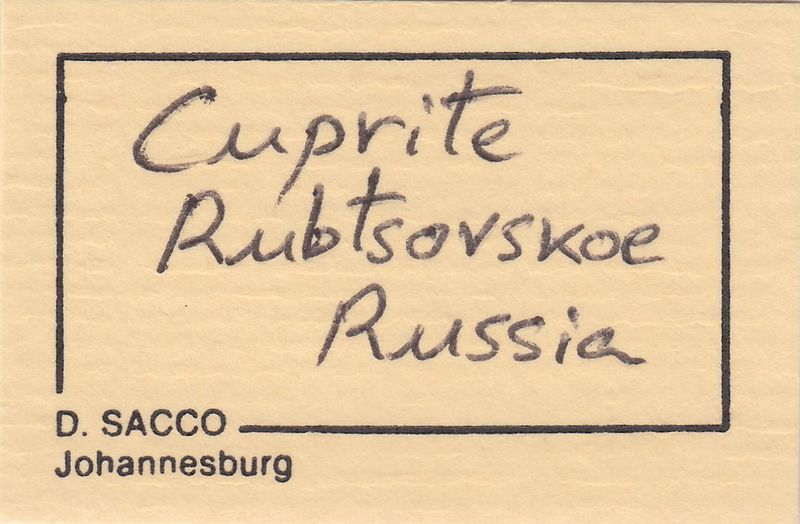 Cuprite
Rubtsovskoe
Russia
D. SACCO
Johannesburg